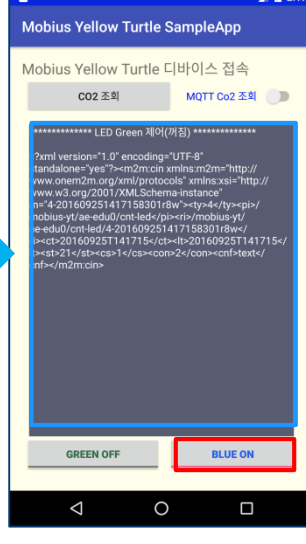 Mobius Yellow Turtle SampleApp
Mobius Yellow Turtle 디바이스 접속
CO2 조회
MQTT Co2 조회
************* LED Green 제어(꺼짐) **************
?xml version="1.0" encoding="UTF-8"
standalone="yes"?><m2m:cin xmlns:m2m="http://
www.onem2m.org/xml/protocols" xmlns:xsi="http://
www.w3.org/2001/XMLSchema-instance"
n="4-201609251417158301r8w"><ty>4</ty><pi>/
mobius-yt/ae-edu0/cnt-led</pi><ri>/mobius-yt/
ae-edu0/cnt-led/4-201609251417158301r8w</
i><ct>20160925T141715</ct><lt>20160925T141715</
t><st>21</st><cs>1</cs><con>2</con><cnf>text</
cnf></m2m:cin>
GREEN OFF
BLUE ON